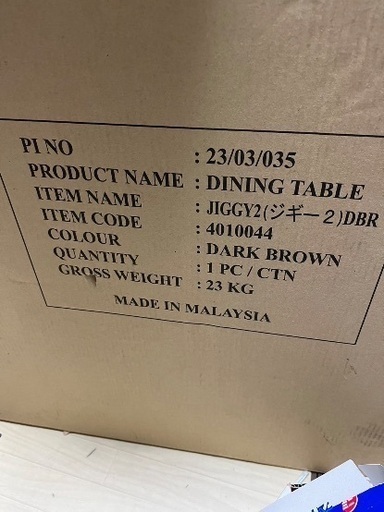 PI NO : 23/03/035
PRODUCT NAME : DINING TABLE
ITEM NAME : JIGGY2(ジギー２)DBR
ITEM CODE : 4010044
COLOUR : DARK BROWN
QUANTITY : 1 PC / CTN
GROSS WEIGHT : 23 KG
MADE IN MALAYSIA